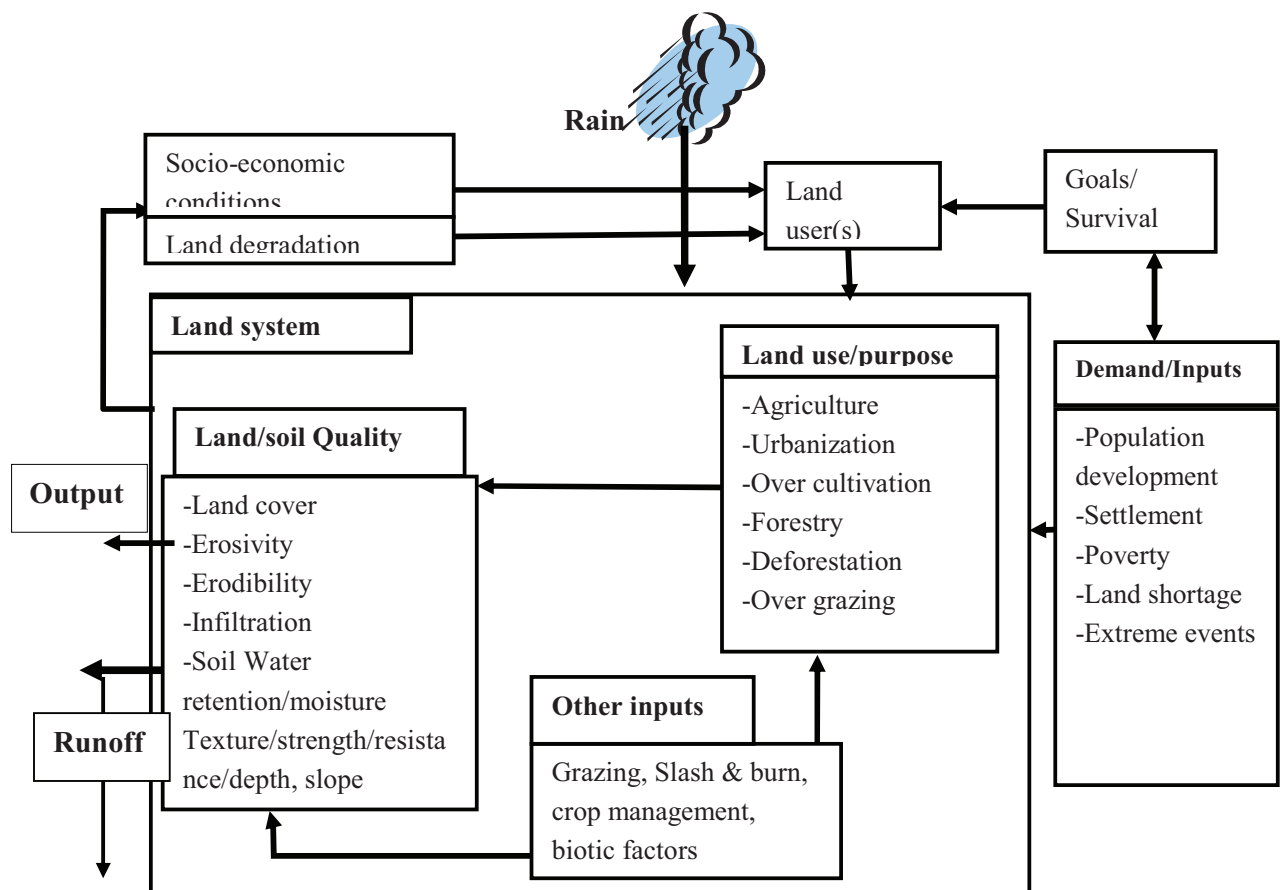 Rain
Socio-economic
conditions
Land degradation
Land
user(s)
Goals/
Survival
Land system
Land use/purpose
-Agriculture
-Urbanization
-Over cultivation
-Forestry
-Deforestation
-Over grazing
Demand/Inputs
-Population
development
-Settlement
-Poverty
-Land shortage
-Extreme events
Land/soil Quality
-Land cover
-Erosivity
-Erodibility
-Infiltration
-Soil Water
retention/moisture
Texture/strength/resista
nce/depth, slope
Output
Runoff
Other inputs
Grazing, Slash & burn,
crop management,
biotic factors